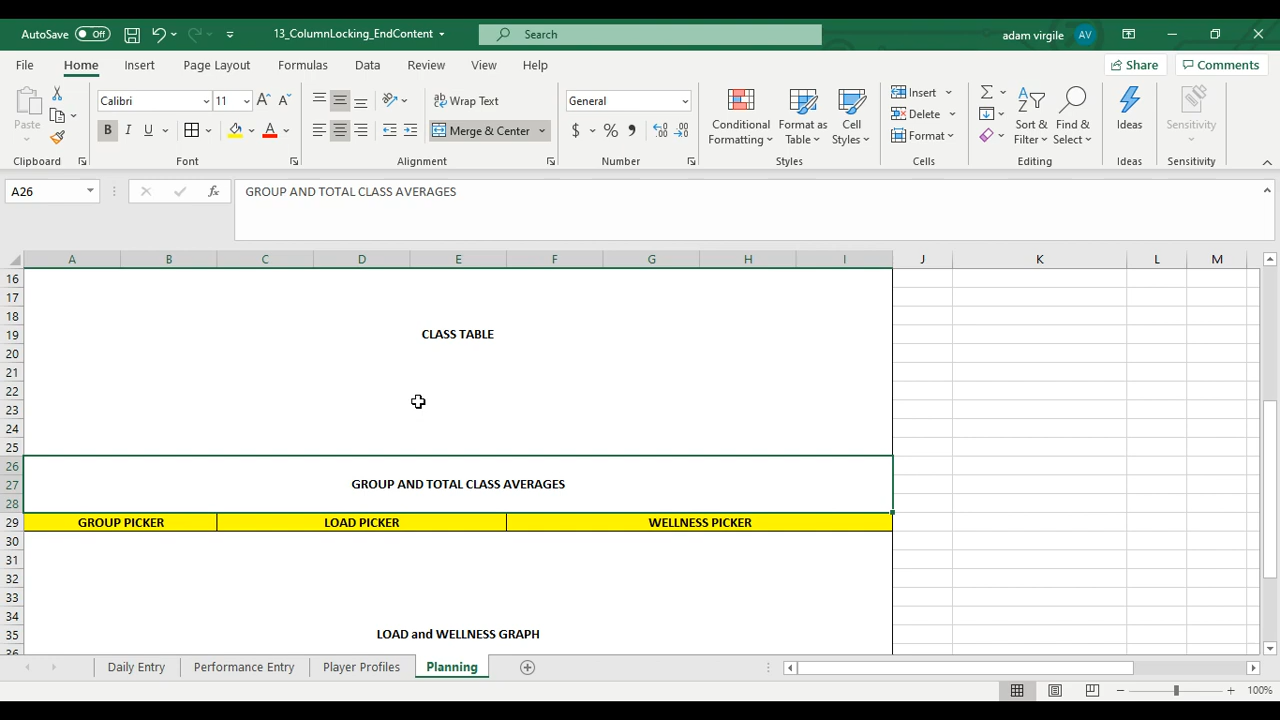 AutoSave Off 13_ColumnLocking_EndContent Search adam virgile AV
File Home Insert Page Layout Formulas Data Review View Help Share Comments
Paste Calibri 11 A A Wrap Text General Conditional Formatting Format as Table Cell Styles Insert Sort & Filter Find & Select Ideas Sensitivity
B I U A Merge & Center $ % , Delete
Format
Clipboard Font Alignment Number Styles Cells Editing Ideas Sensitivity
A26 fx GROUP AND TOTAL CLASS AVERAGES
A B C D E F G H I J K L M
16
17
18
19 CLASS TABLE
20
21
22
23
24
25
26
27 GROUP AND TOTAL CLASS AVERAGES
28
29 GROUP PICKER LOAD PICKER WELLNESS PICKER
30
31
32
33
34
35 LOAD and WELLNESS GRAPH
36
Daily Entry Performance Entry Player Profiles Planning
100%